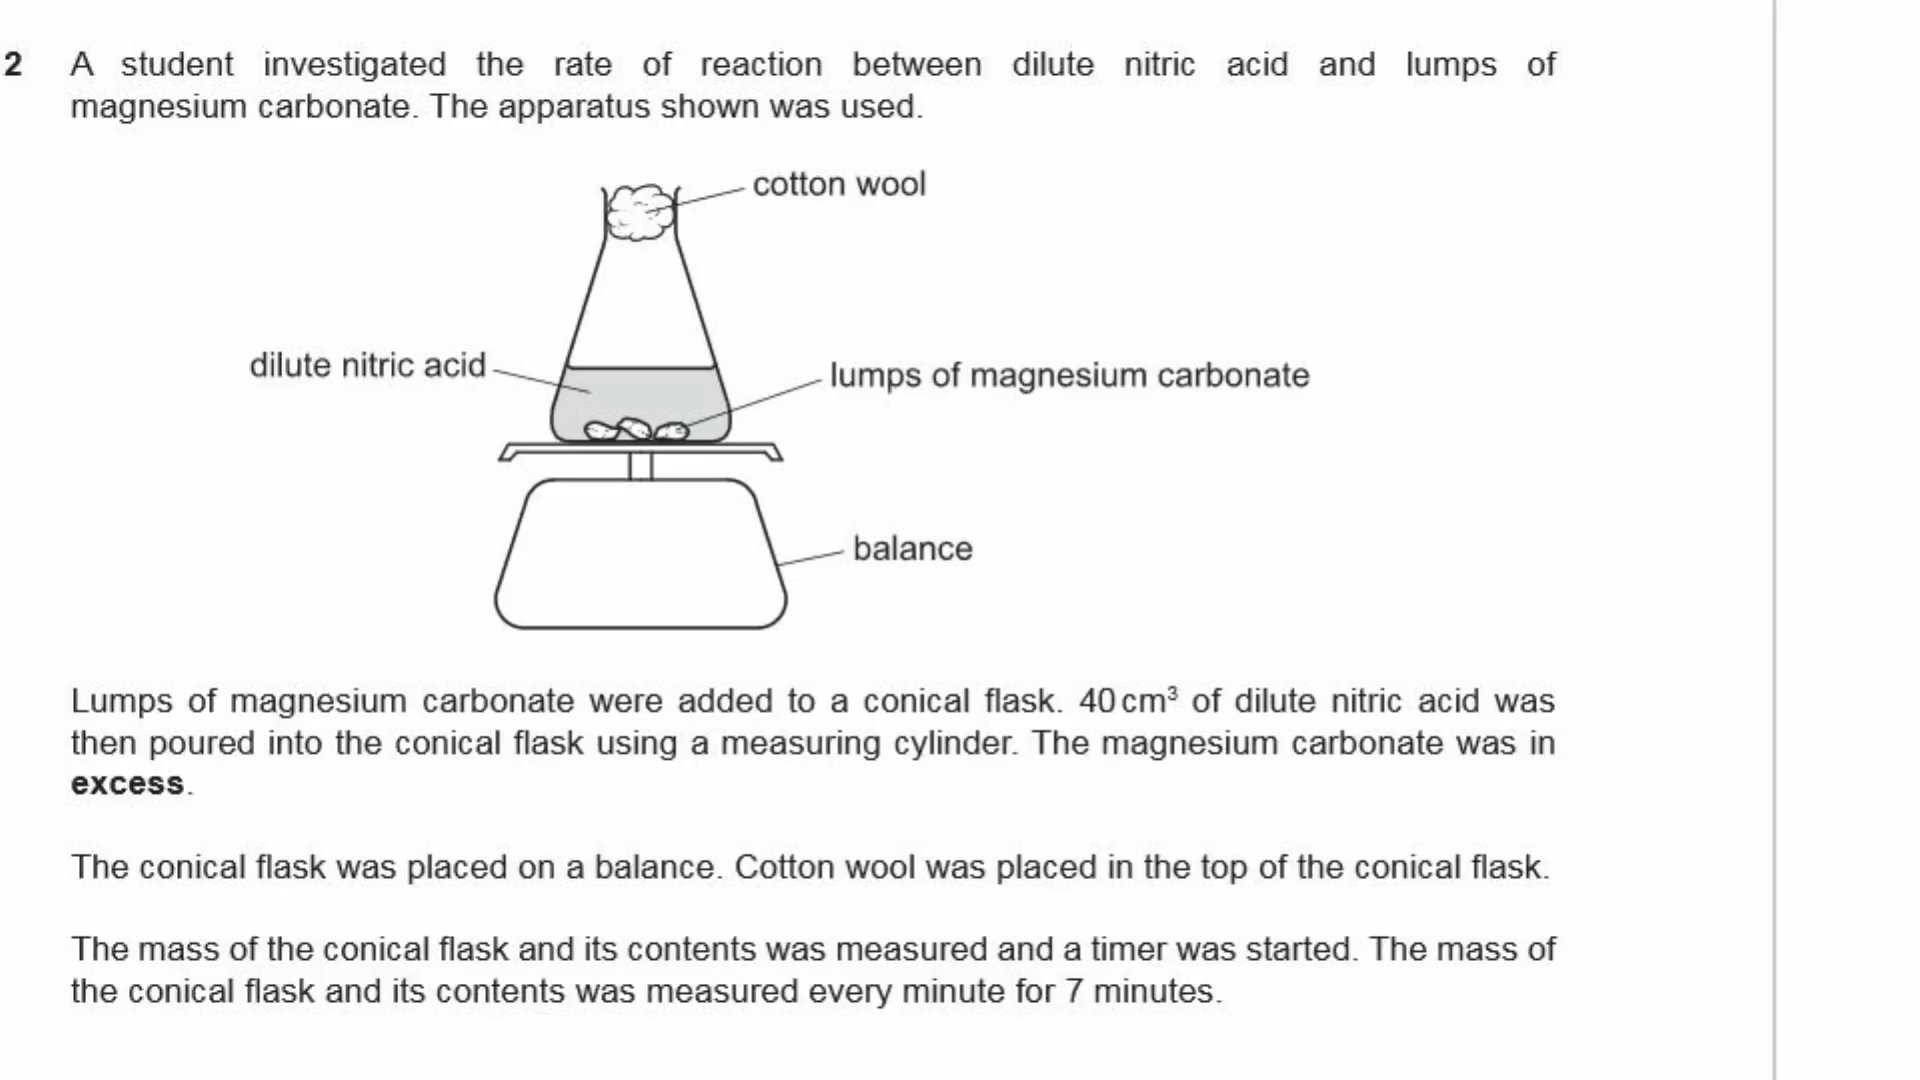 2 A student investigated the rate of reaction between dilute nitric acid and lumps of
magnesium carbonate. The apparatus shown was used.
cotton wool
dilute nitric acid
lumps of magnesium carbonate
balance
Lumps of magnesium carbonate were added to a conical flask. 40 cm³ of dilute nitric acid was
then poured into the conical flask using a measuring cylinder. The magnesium carbonate was in
excess.
The conical flask was placed on a balance. Cotton wool was placed in the top of the conical flask.
The mass of the conical flask and its contents was measured and a timer was started. The mass of
the conical flask and its contents was measured every minute for 7 minutes.